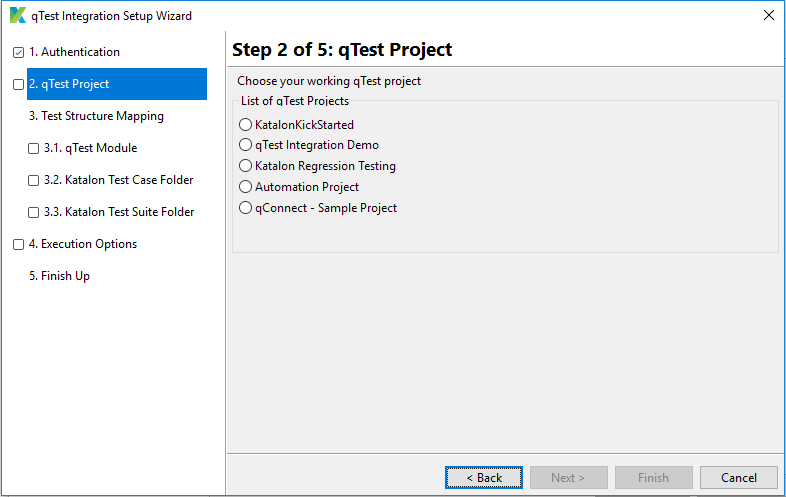 qTest Integration Setup Wizard
1. Authentication
2. qTest Project
3. Test Structure Mapping
3.1. qTest Module
3.2. Katalon Test Case Folder
3.3. Katalon Test Suite Folder
4. Execution Options
5. Finish Up
Step 2 of 5: qTest Project
Choose your working qTest project
List of qTest Projects
KatalonKickStarted
qTest Integration Demo
Katalon Regression Testing
Automation Project
qConnect - Sample Project
< Back Next > Finish Cancel